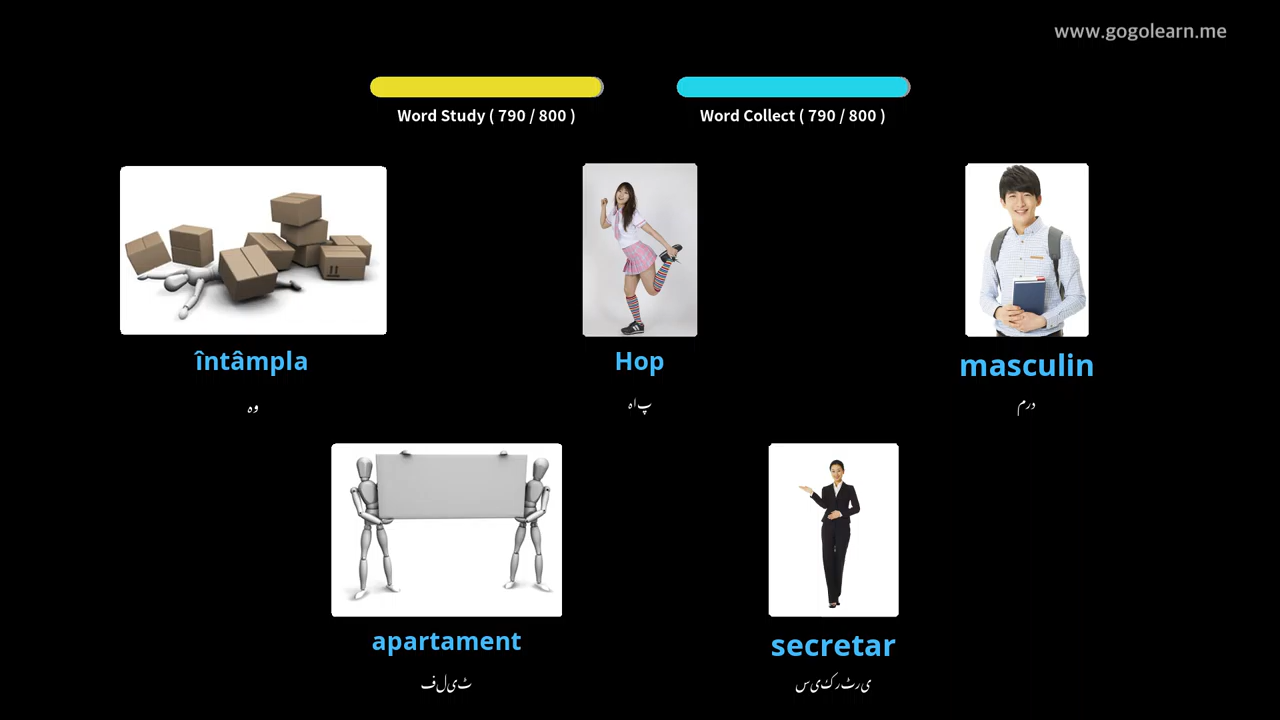 www.gogolearn.me
Word Study ( 790 / 800 )
Word Collect ( 790 / 800 )
întâmpla
Hop
masculin
وہ
پاہ
درم
apartament
secretar
ٹیلف
یرٹرکیس